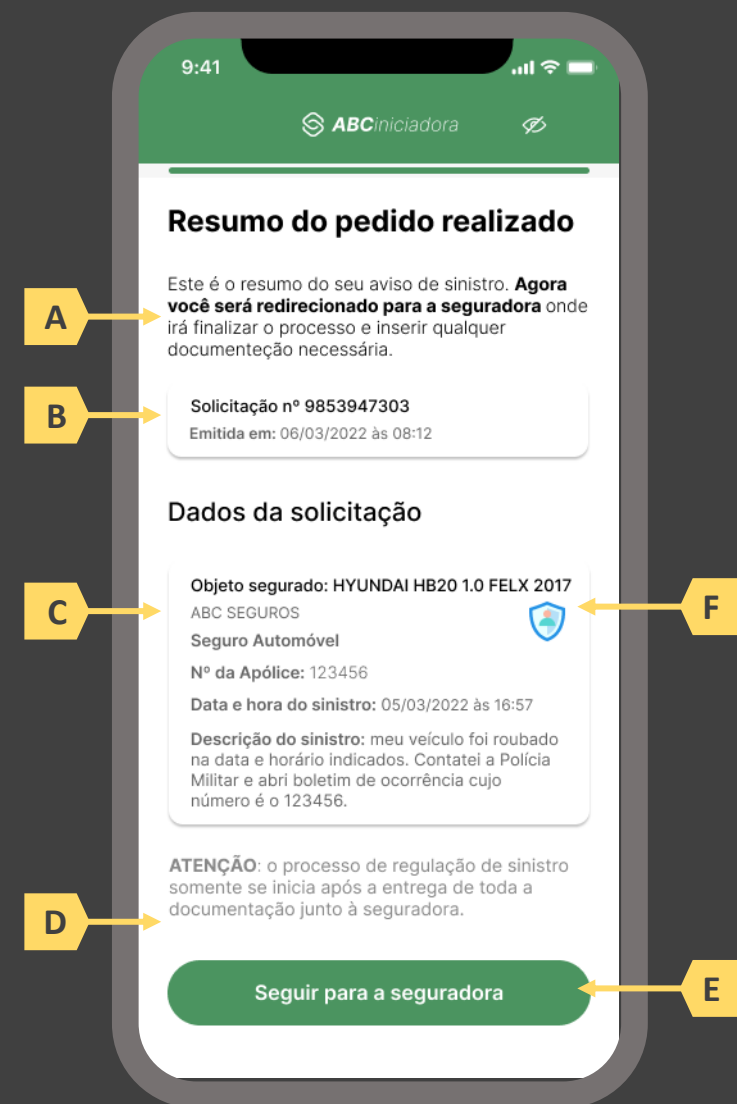 9:41
ABCiniciadora
Resumo do pedido realizado
Este é o resumo do seu aviso de sinistro. Agora
você será redirecionado para a seguradora onde
irá finalizar o processo e inserir qualquer
documenteção necessária.
A
Solicitação nº 9853947303
Emitida em: 06/03/2022 às 08:12
B
Dados da solicitação
Objeto segurado: HYUNDAI HB20 1.0 FELX 2017
ABC SEGUROS
Seguro Automóvel
Nº da Apólice: 123456
Data e hora do sinistro: 05/03/2022 às 16:57
Descrição do sinistro: meu veículo foi roubado
na data e horário indicados. Contatei a Polícia
Militar e abri boletim de ocorrência cujo
número é o 123456.
C
F
ATENÇÃO: o processo de regulação de sinistro
somente se inicia após a entrega de toda a
documentação junto à seguradora.
D
Seguir para a seguradora
E